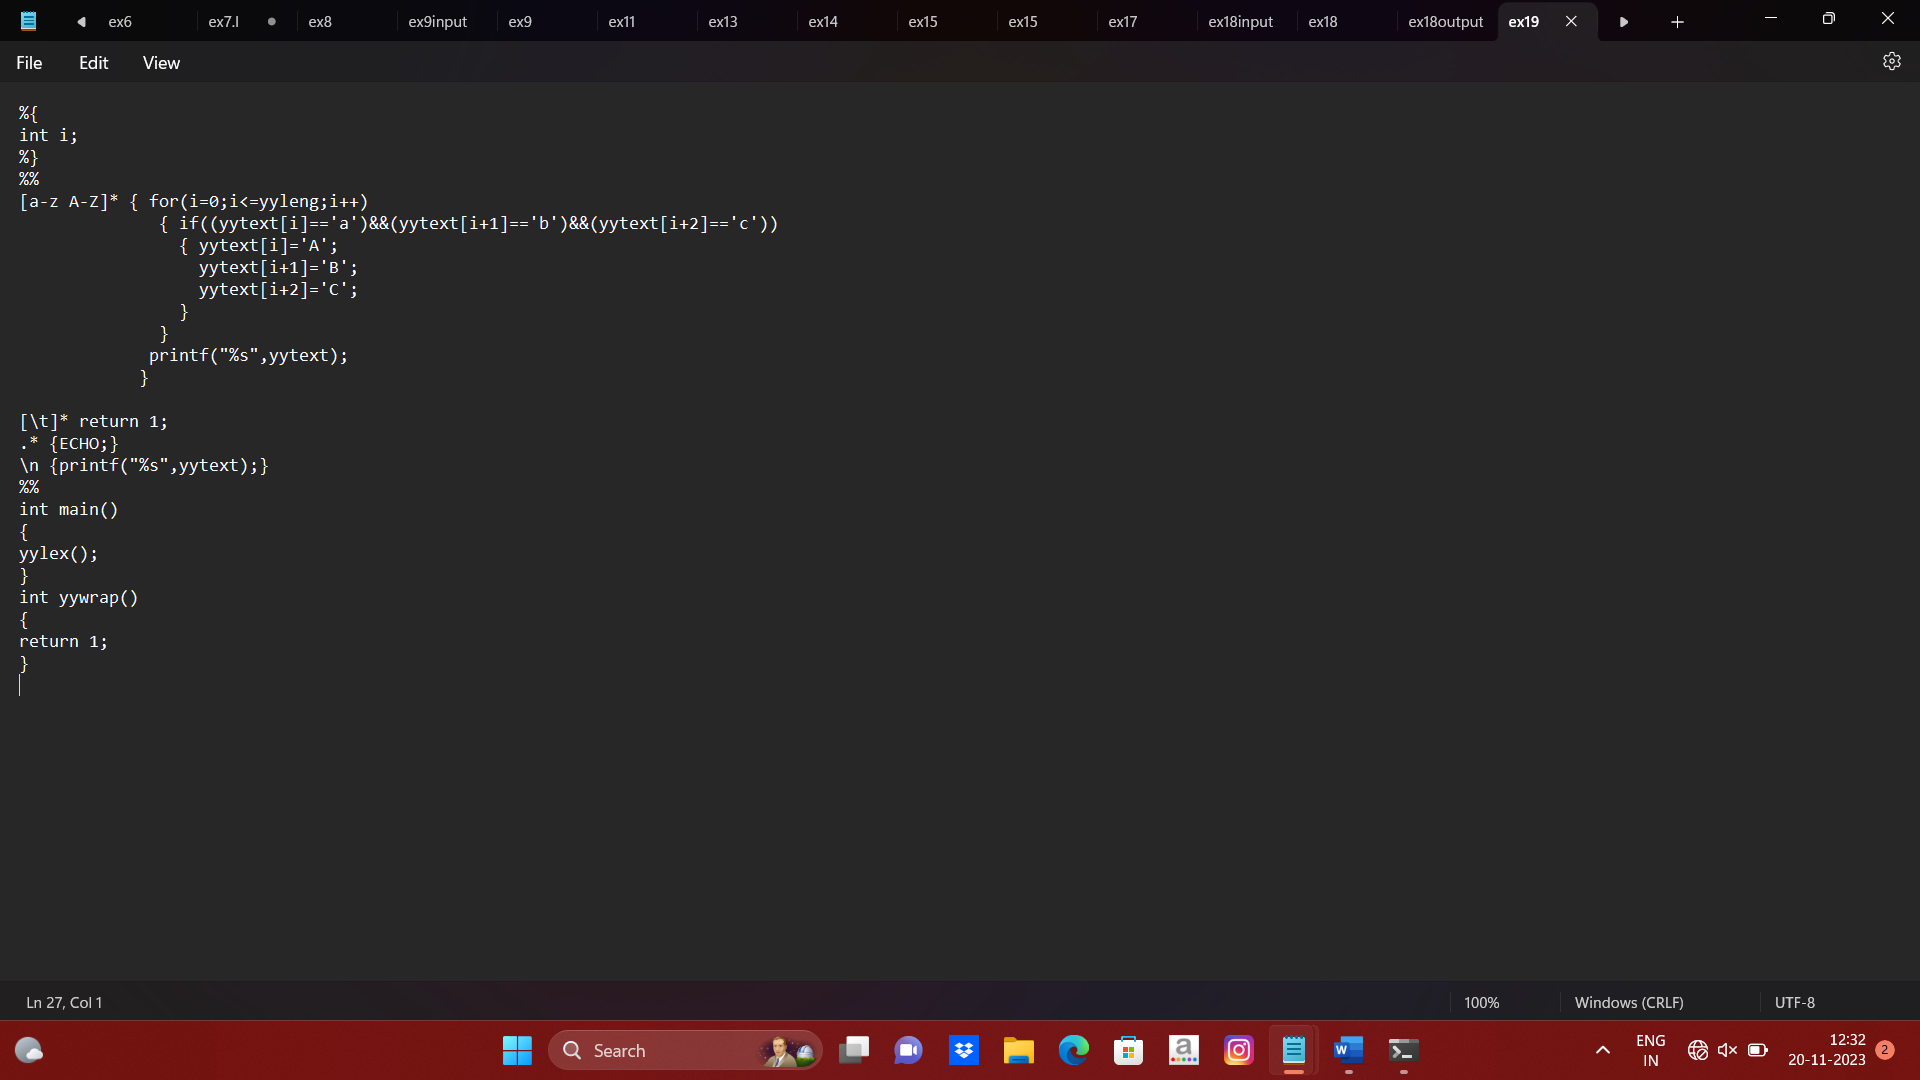 ex6 ex7.l ex8 ex9input ex9 ex11 ex13 ex14 ex15 ex15 ex17 ex18input ex18 ex18output ex19
File Edit View
%{
int i;
%}
%%
[a-z A-Z]* { for(i=0;i<=yyleng;i++)
{ if((yytext[i]=='a')&&(yytext[i+1]=='b')&&(yytext[i+2]=='c'))
{ yytext[i]='A';
yytext[i+1]='B';
yytext[i+2]='C';
}
}
printf("%s",yytext);
}
[\t]* return 1;
.* {ECHO;}
\n {printf("%s",yytext);}
%%
int main()
{
yylex();
}
int yywrap()
{
return 1;
}
Ln 27, Col 1 100% Windows (CRLF) UTF-8
Search a W ENG 12:32 2
IN 20-11-2023